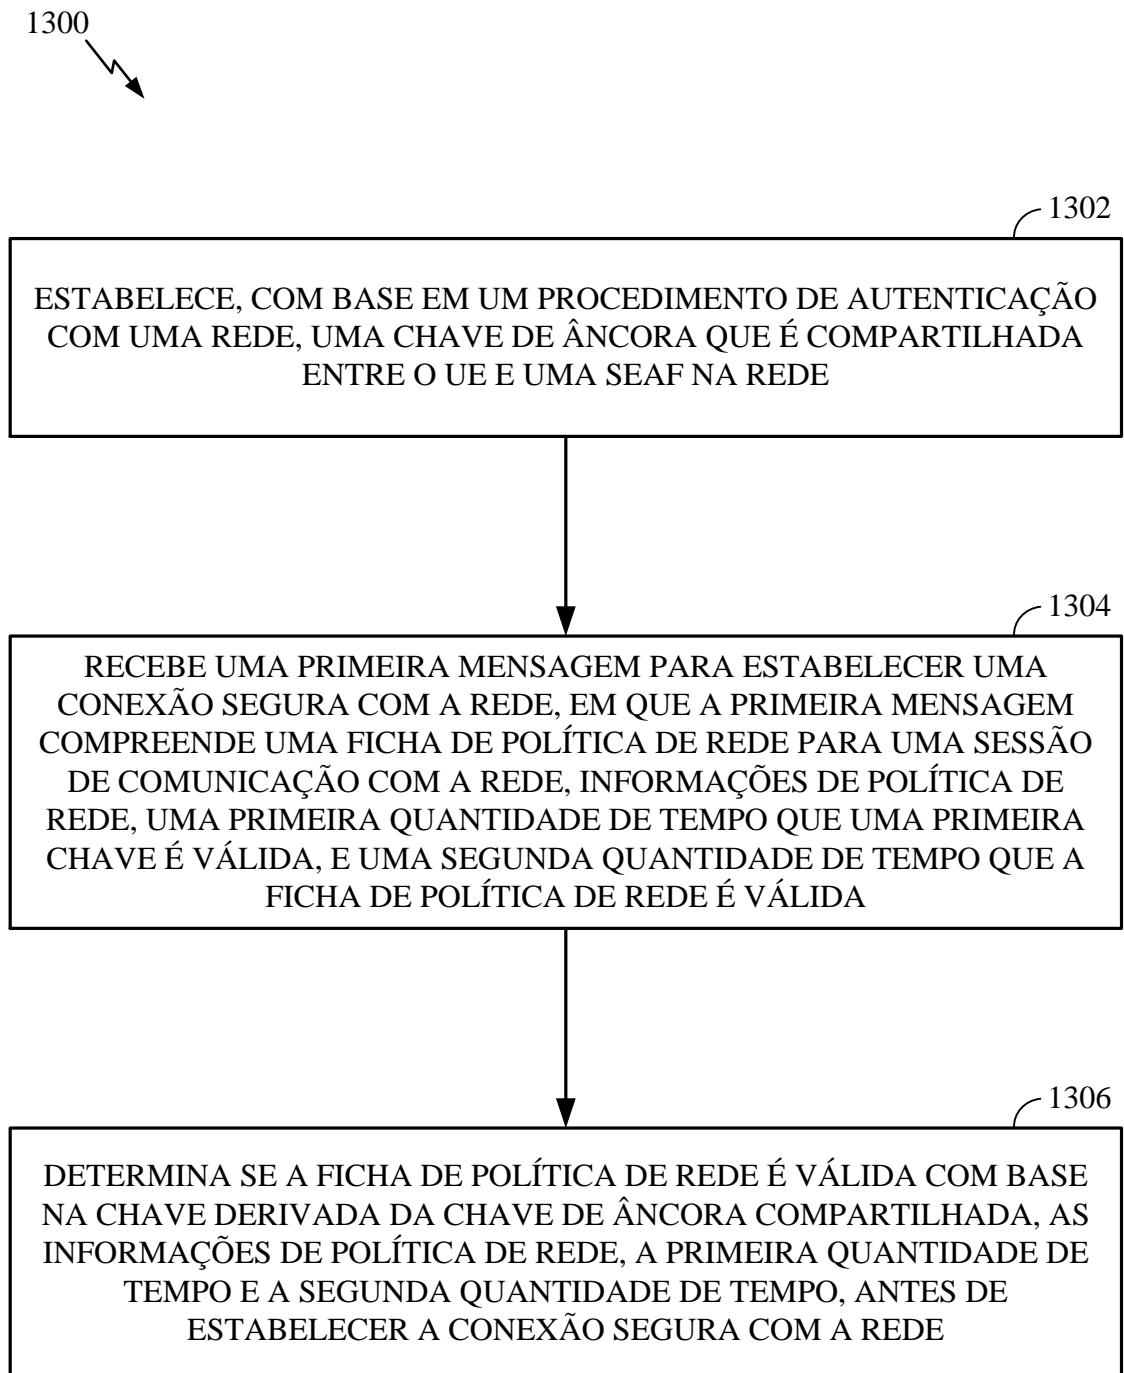 1300
1302
ESTABELECE, COM BASE EM UM PROCEDIMENTO DE AUTENTICAÇÃO
COM UMA REDE, UMA CHAVE DE ÂNCORA QUE É COMPARTILHADA
ENTRE O UE E UMA SEAF NA REDE
1304
RECEBE UMA PRIMEIRA MENSAGEM PARA ESTABELECER UMA
CONEXÃO SEGURA COM A REDE, EM QUE A PRIMEIRA MENSAGEM
COMPREENDE UMA FICHA DE POLÍTICA DE REDE PARA UMA SESSÃO
DE COMUNICAÇÃO COM A REDE, INFORMAÇÕES DE POLÍTICA DE
REDE, UMA PRIMEIRA QUANTIDADE DE TEMPO QUE UMA PRIMEIRA
CHAVE É VÁLIDA, E UMA SEGUNDA QUANTIDADE DE TEMPO QUE A
FICHA DE POLÍTICA DE REDE É VÁLIDA
1306
DETERMINA SE A FICHA DE POLÍTICA DE REDE É VÁLIDA COM BASE
NA CHAVE DERIVADA DA CHAVE DE ÂNCORA COMPARTILHADA, AS
INFORMAÇÕES DE POLÍTICA DE REDE, A PRIMEIRA QUANTIDADE DE
TEMPO E A SEGUNDA QUANTIDADE DE TEMPO, ANTES DE
ESTABELECER A CONEXÃO SEGURA COM A REDE